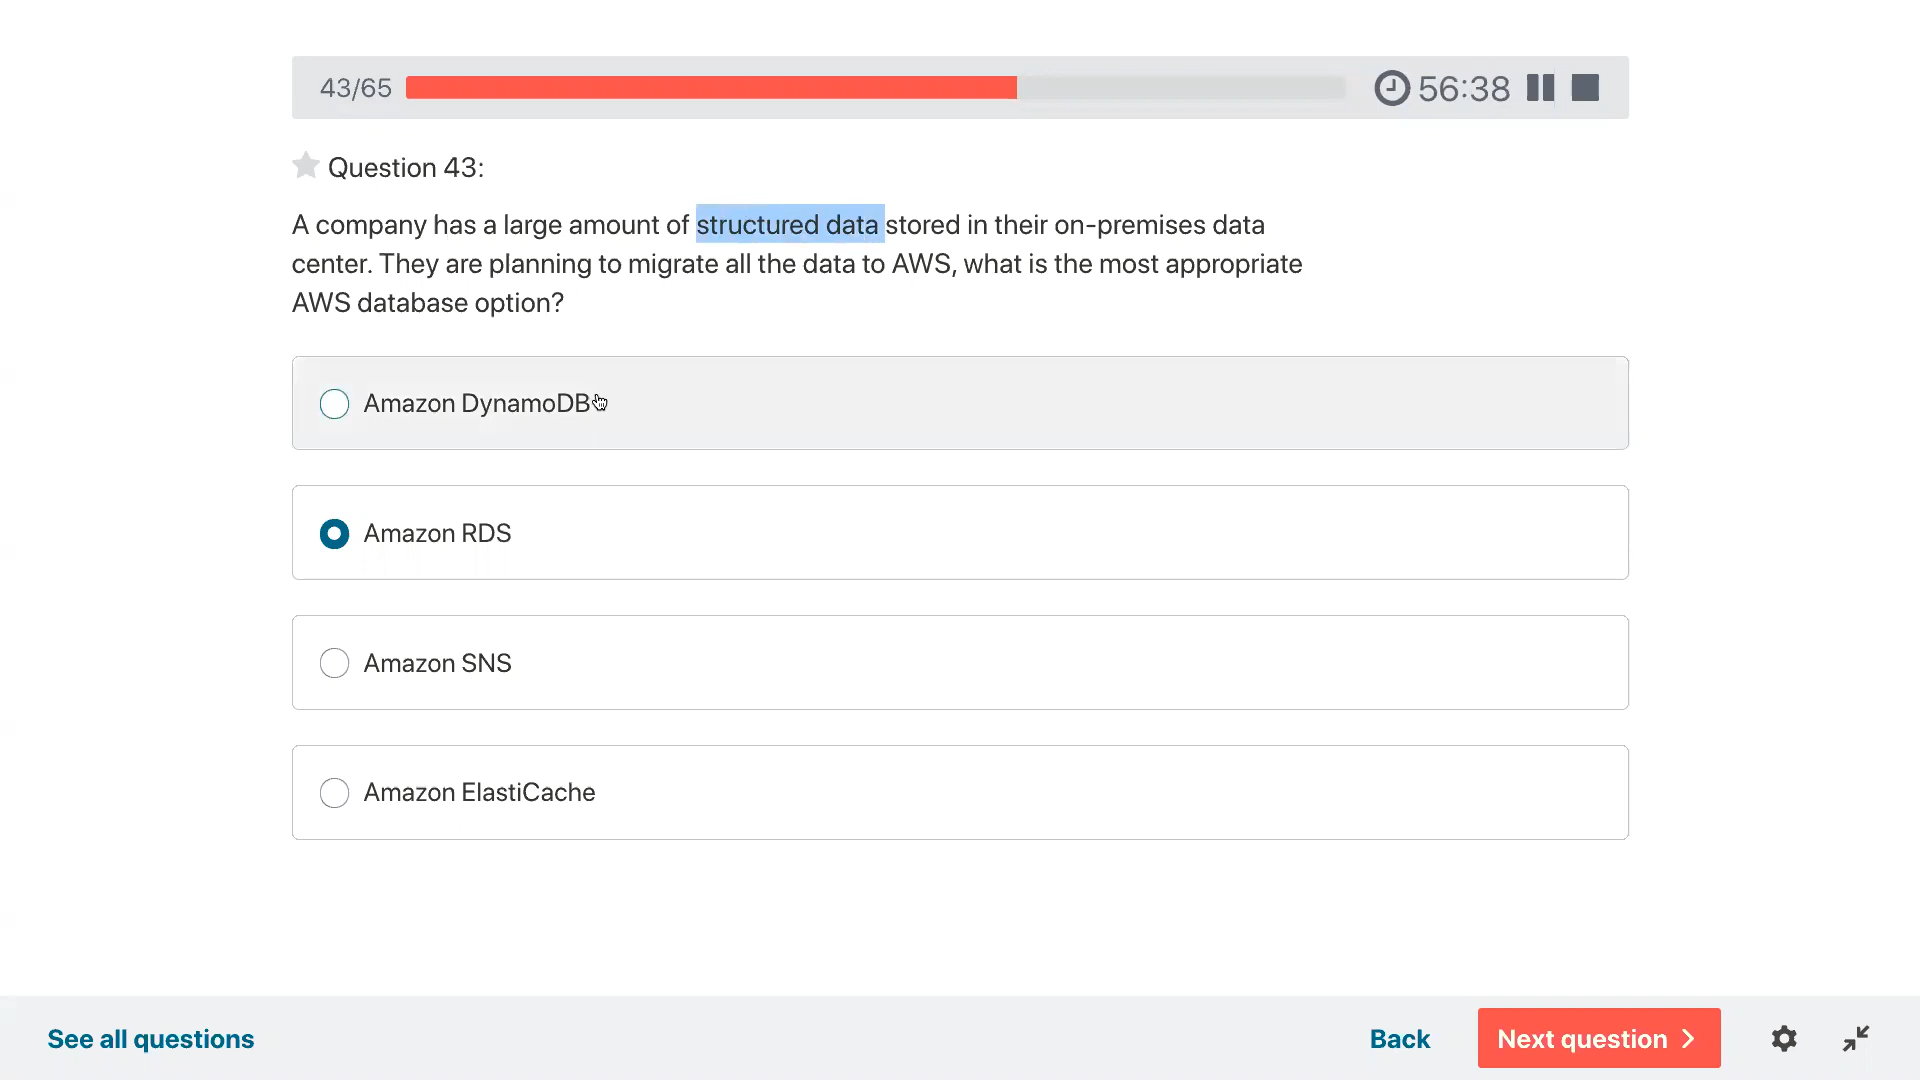 43/65
56:38
Question 43:
A company has a large amount of structured data stored in their on-premises data
center. They are planning to migrate all the data to AWS, what is the most appropriate
AWS database option?
Amazon DynamoDB
Amazon RDS
Amazon SNS
Amazon ElastiCache
See all questions
Back
Next question